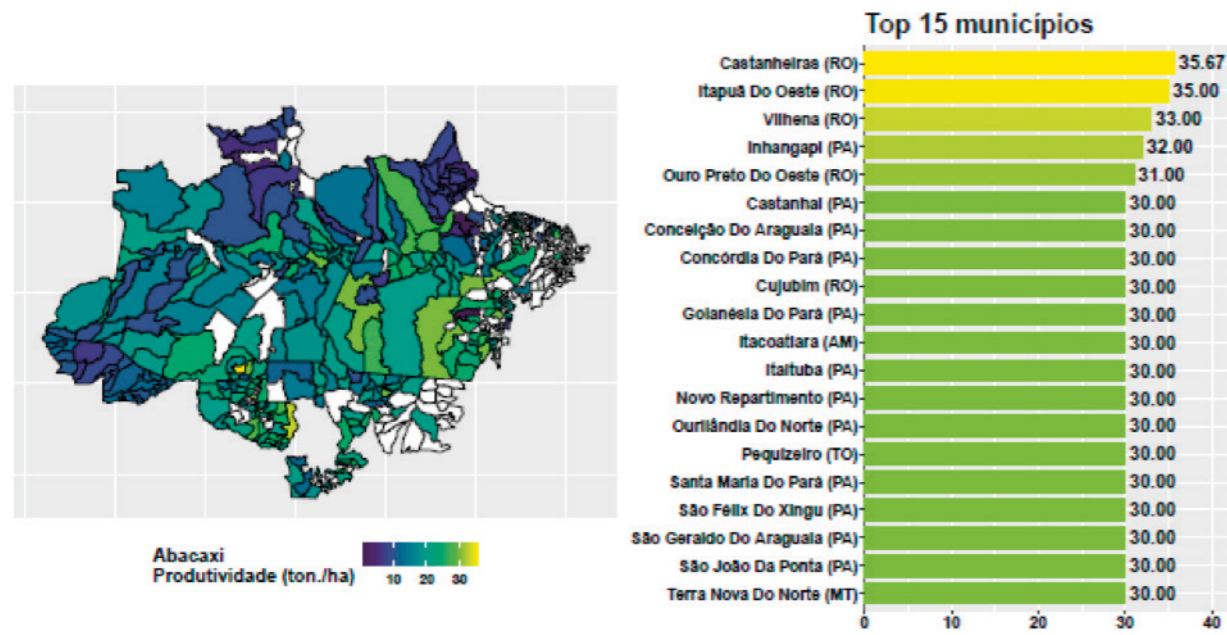 Top 15 municípios
Castanheiras (RO) 35.67
Itapuã Do Oeste (RO) 35.00
Vilhena (RO) 33.00
Inhangapi (PA) 32.00
Ouro Preto Do Oeste (RO) 31.00
Castanhal (PA) 30.00
Conceição Do Araguaia (PA) 30.00
Concórdia Do Pará (PA) 30.00
Cujubim (RO) 30.00
Goianésia Do Pará (PA) 30.00
Itacoatiara (AM) 30.00
Itaituba (PA) 30.00
Novo Repartimento (PA) 30.00
Ourilândia Do Norte (PA) 30.00
Pequizeiro (TO) 30.00
Santa Maria Do Pará (PA) 30.00
São Félix Do Xingu (PA) 30.00
São Geraldo Do Araguaia (PA) 30.00
São João Da Ponta (PA) 30.00
Terra Nova Do Norte (MT) 30.00
0 10 20 30 40
Abacaxi
Produtividade (ton./ha)
10 20 30